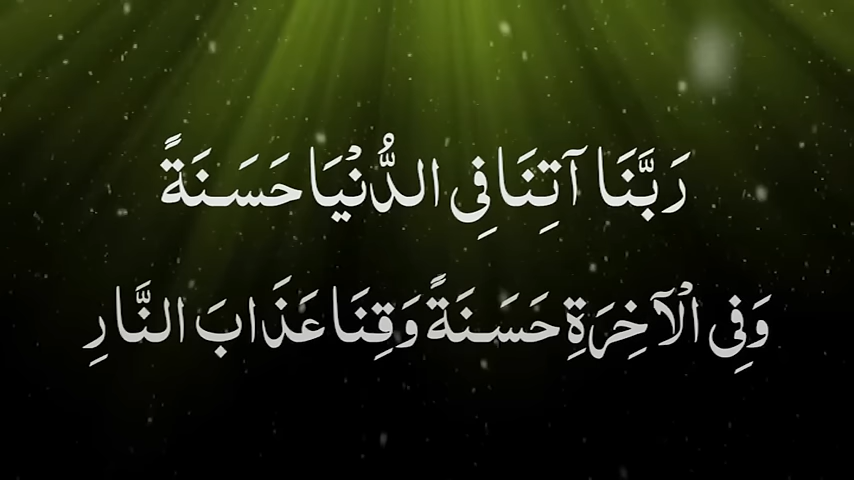 رَبَّنَا آتِنَا فِي الدُّنْيَا حَسَنَةً
وَفِي الْآخِرَةِ حَسَنَةً وَقِنَا عَذَابَ النَّارِ